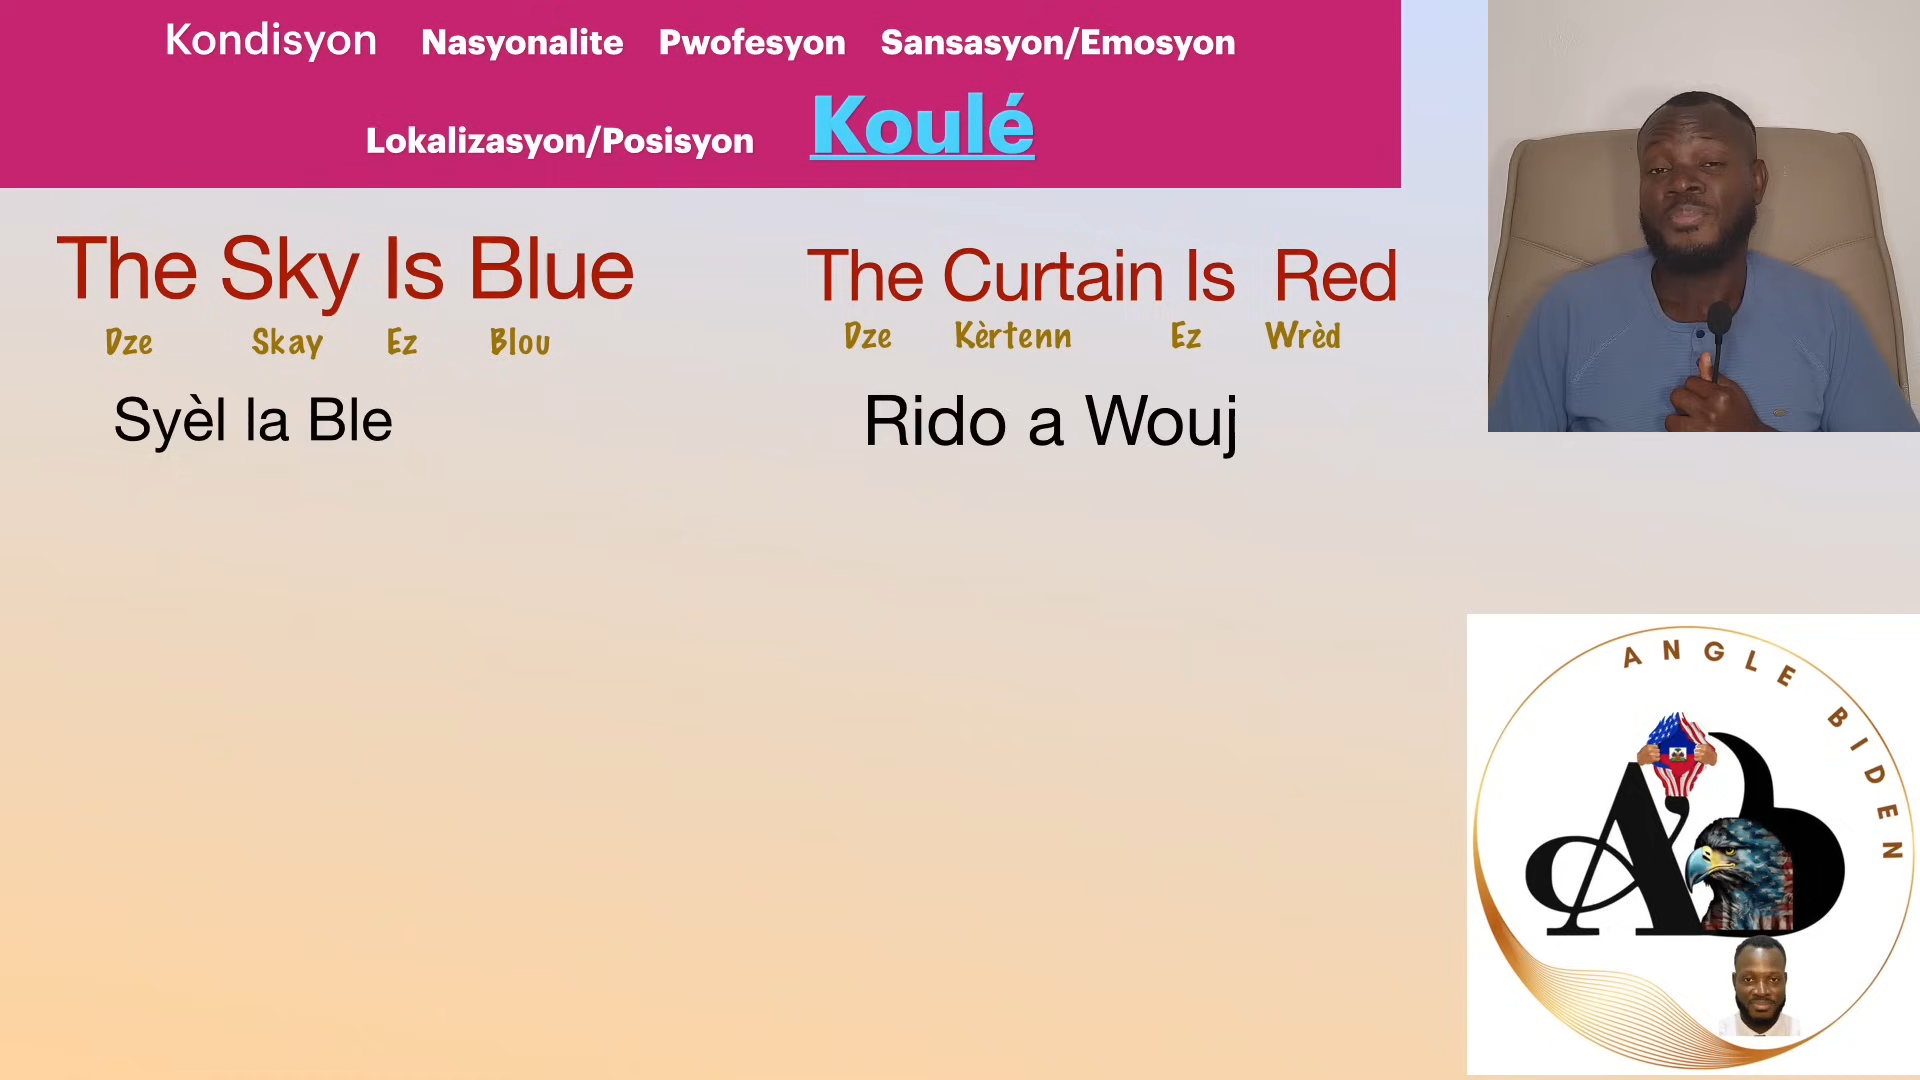 Kondisyon Nasyonalite Pwofesyon Sansasyon/Emosyon
Lokalizasyon/Posisyon Koulé
The Sky Is Blue
Dze Skay Ez Blou
Syèl la Ble
The Curtain Is Red
Dze Kèrtenn Ez Wrèd
Rido a Wouj
ANGLE BIDEN
Ab